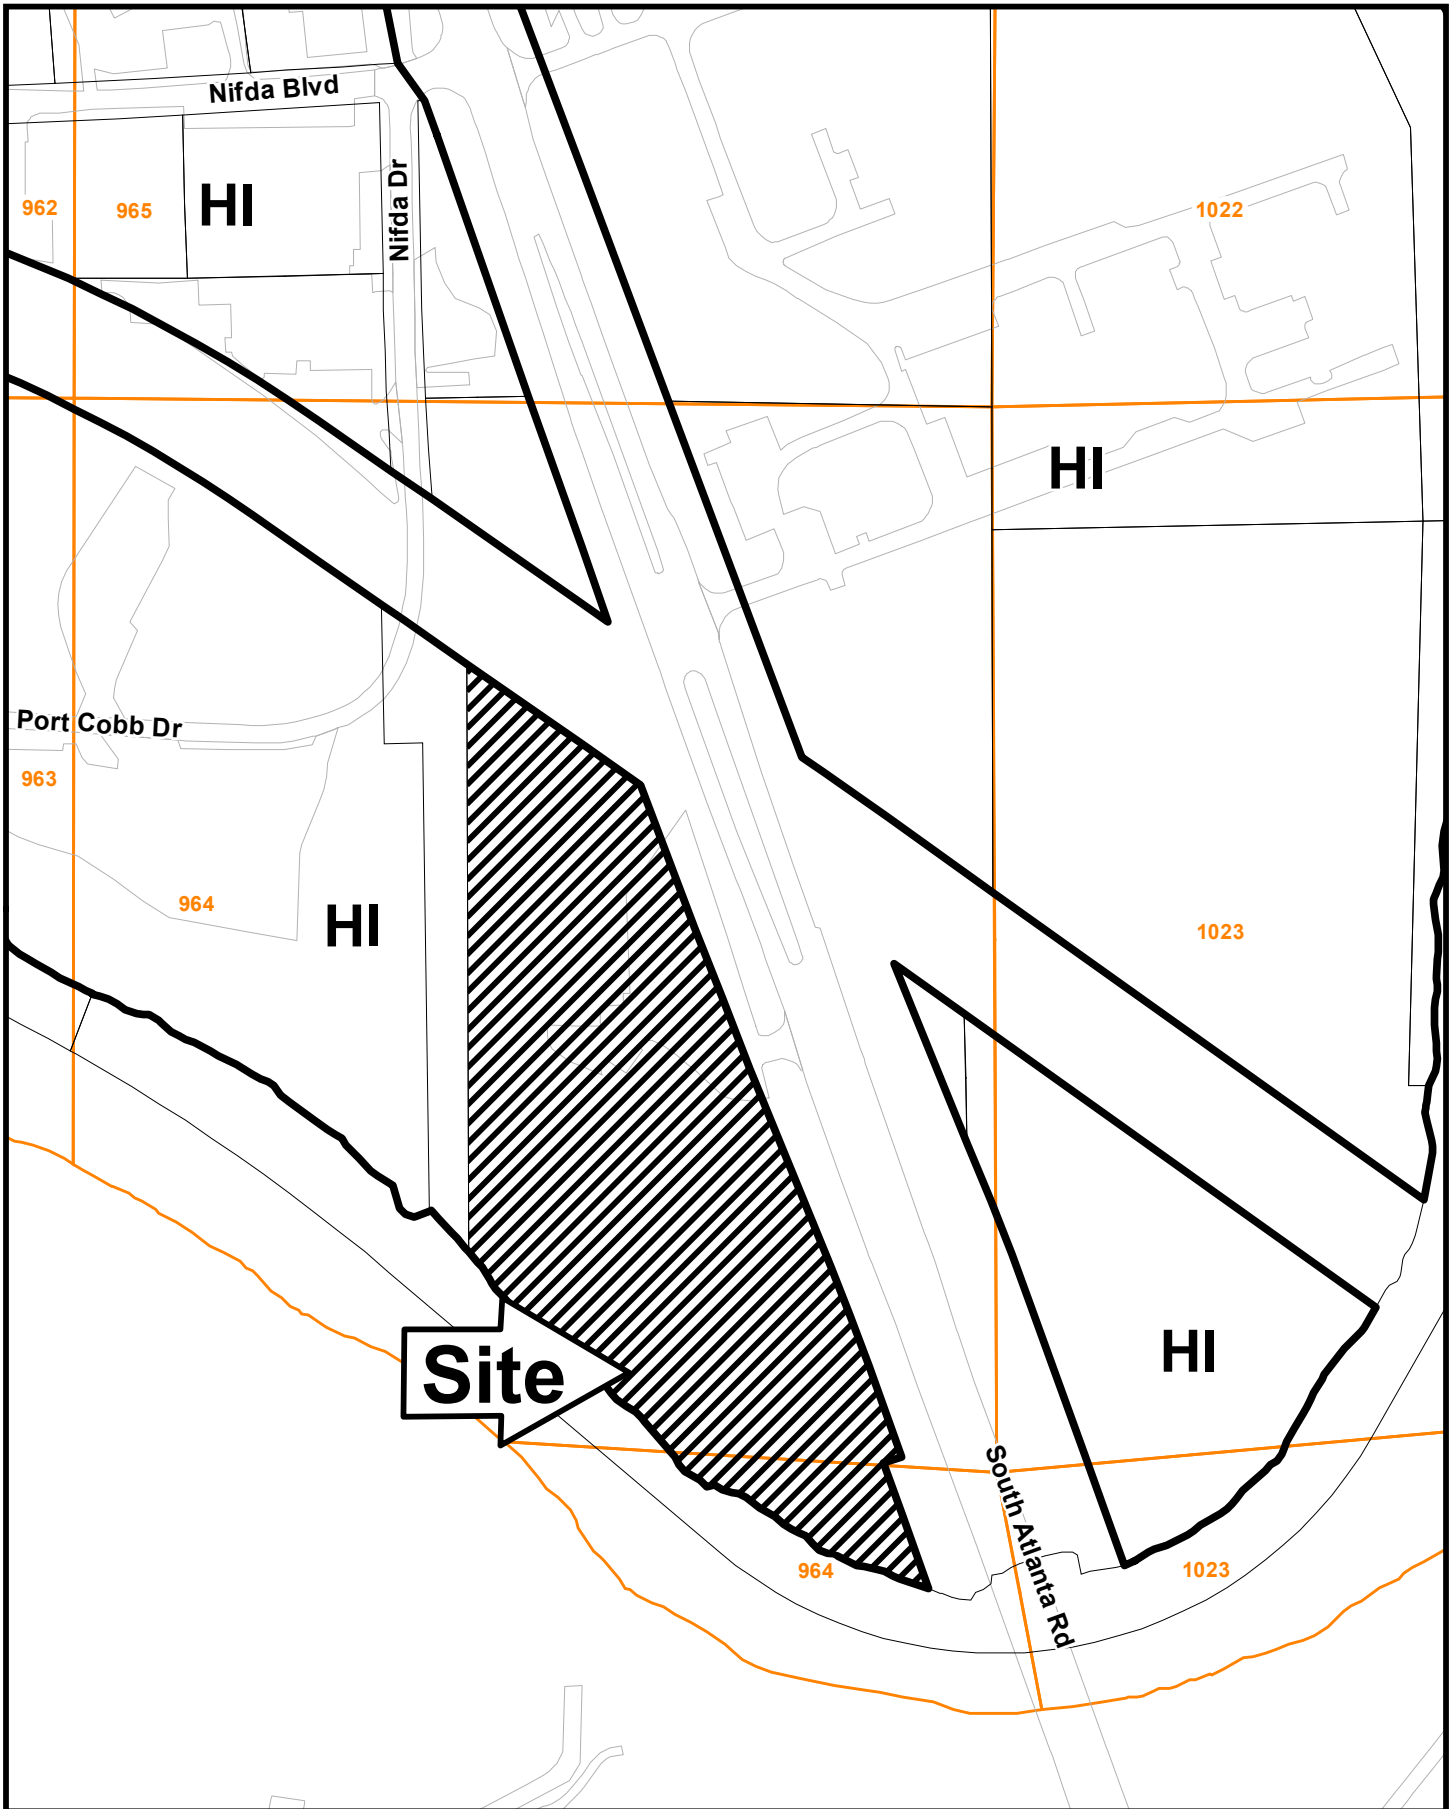 Nifda Blvd
Nifda Dr
962
965
HI
1022
HI
Port Cobb Dr
963
964
HI
1023
Site
HI
South Atlanta Rd
964
1023